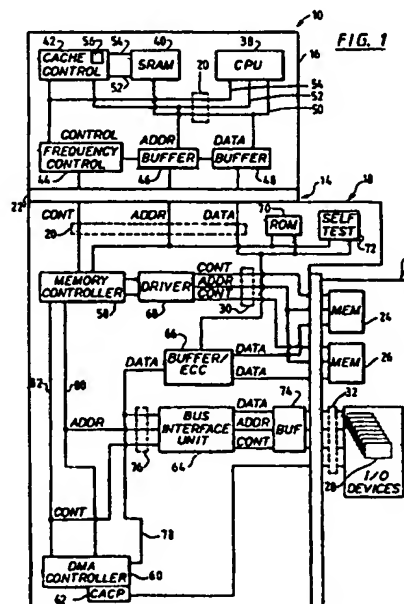 10
42
56
54
40
38
FIG. 1
CACHE CONTROL
SRAM
CPU
16
52
20
54
52
50
CONTROL
ADDR
DATA
FREQUENCY CONTROL
BUFFER
BUFFER
44
46
48
22
14
18
CONT
ADDR
DATA
70
ROM
SELF TEST
20
72
MEMORY CONTROLLER
DRIVER
CONT
ADDR
CONT
58
68
30
MEM
24
66
82
80
DATA
BUFFER/ ECC
DATA
DATA
MEM
26
DATA
74
32
ADDR
BUS INTERFACE UNIT
ADDR
BUF
CONT
76
64
28
I/O DEVICES
CONT
78
DMA CONTROLLER
60
CACP
62